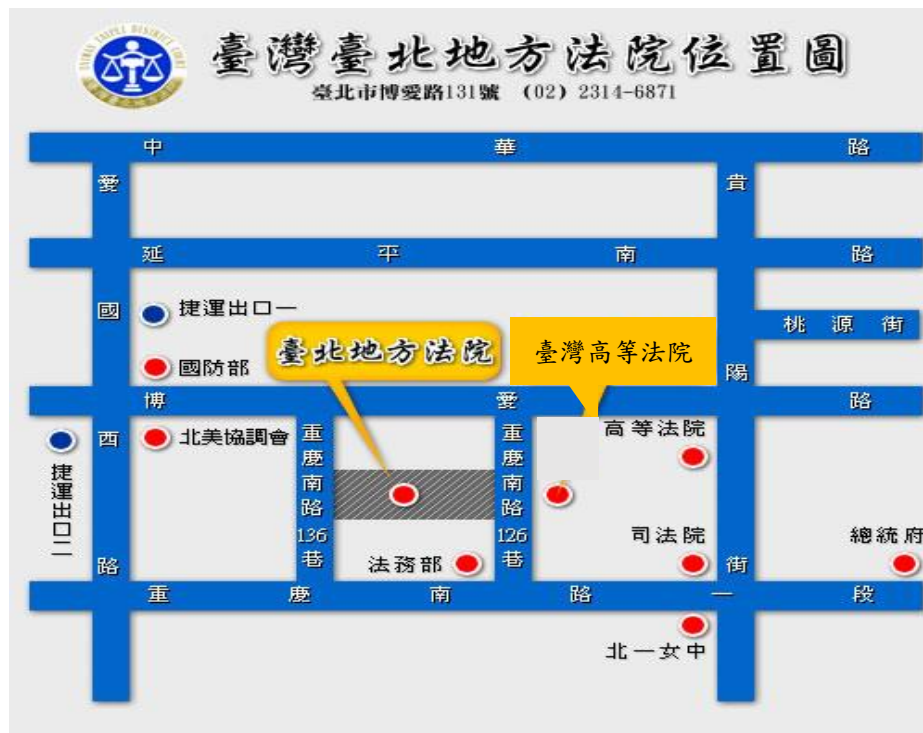 TAIWAN TAIPEI DISTRICT COURT
臺灣臺北地方法院位置圖
臺北市博愛路131號 (02) 2314-6871
中華路
愛國西路
貴陽街
延平南路
捷運出口一
桃源街
國防部
臺北地方法院
臺灣高等法院
博愛路
捷運出口二
北美協調會
重慶南路136巷
重慶南路126巷
高等法院
法務部
司法院
總統府
重慶南路一段
北一女中